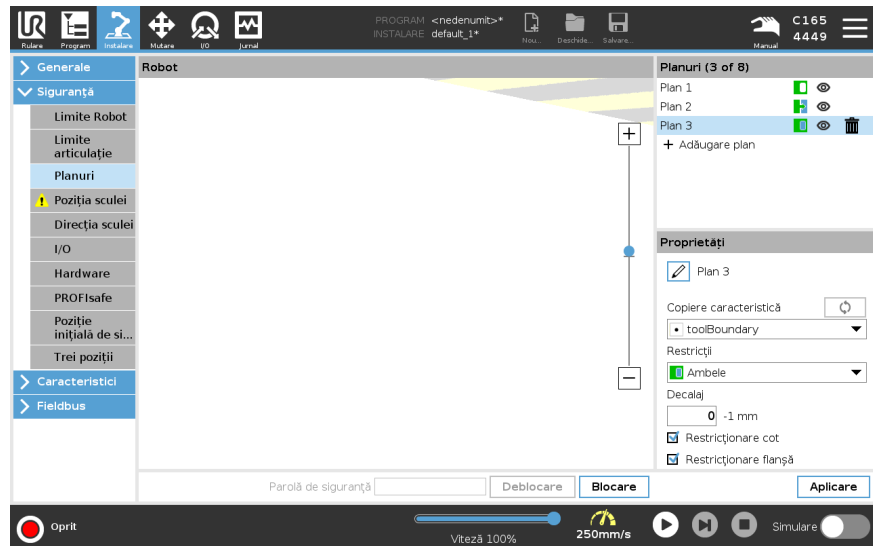 Rulare
Program
Instalare
Mutare
I/O
Jurnal
PROGRAM <nedenumit>*
INSTALARE default_1*
Nou...
Deschide...
Salvare...
Manual
C165
4449
Generale
Siguranță
Limite Robot
Limite
articulație
Planuri
Poziția sculei
Direcția sculei
I/O
Hardware
PROFIsafe
Poziție
inițială de si...
Trei poziții
Caracteristici
Fieldbus
Robot
Planuri (3 of 8)
Plan 1
Plan 2
Plan 3
+ Adăugare plan
Proprietăți
Plan 3
Copiere caracteristică
toolBoundary
Restricții
Ambele
Decalaj
0 -1 mm
Restricționare cot
Restricționare flanșă
Parolă de siguranță
Deblocare
Blocare
Aplicare
Oprit
Viteză 100%
250mm/s
Simulare